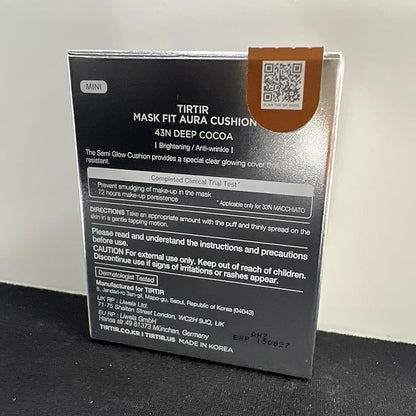 MINI
TIRTIR
MASK FIT AURA CUSHION
43N DEEP COCOA
| Brightening / Anti-wrinkle |
The Semi Glow Cushion provides a special clear glowing cover that
resistant.
Completed Clinical Trial Test*
· Prevent smudging of make-up in the mask
· 72 hours make-up persistence
* Applicable only for 33N MACCHIATO
DIRECTIONS Take an appropriate amount with the puff and thinly spread on the
skin in a gentle tapping motion.
Please read and understand the instructions and precautions
before use.
CAUTION For external use only. Keep out of reach of children.
Discontinue use if signs of irritations or rashes appear.
Dermatologist Tested
Manufactured for TIRTIR
5, Jandari-ro 3an-gil, Mapo-gu, Seoul, Republic of Korea (04043)
UK RP : Liwela Ltd.
71-75 Shelton Street London, WC2H 9JQ, UK
EU RP : Liwela GmbH
Hansa str.49 81373 München, Germany
TIRTIR.CO.KR | TIRTIR.US MADE IN KOREA
EXP 150827
SCAN THE QR CODE